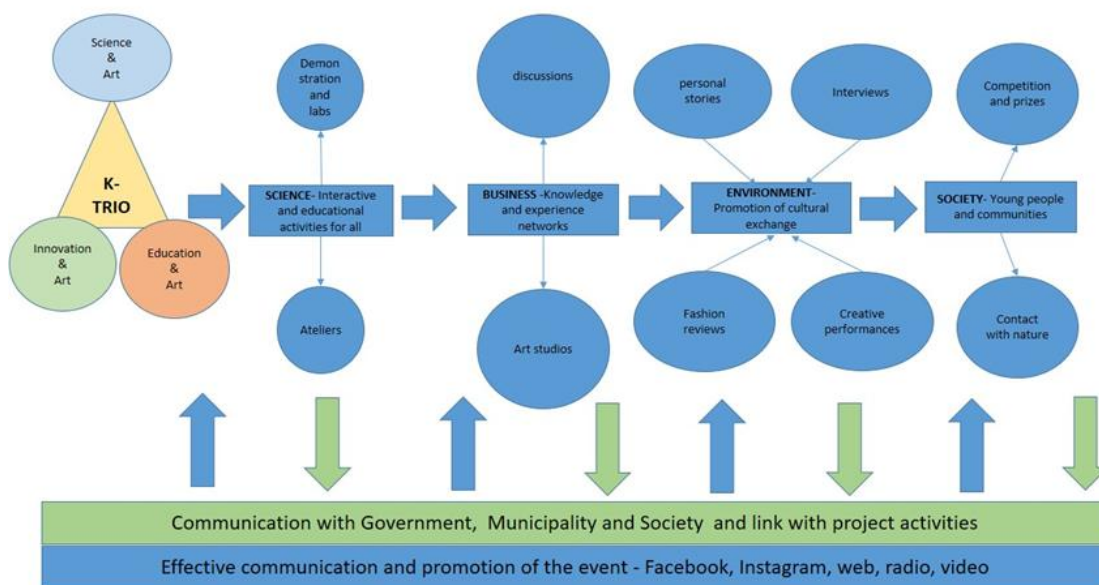 Science
&
Art
K-
TRIO
Innovation
&
Art
Education
&
Art
Demon
stration
and
labs
SCIENCE- Interactive
and educational
activities for all
Ateliers
discussions
BUSINESS -Knowledge
and experience
networks
Art studios
personal
stories
Interviews
ENVIRONMENT-
Promotion of cultural
exchange
Fashion
reviews
Creative
performances
Competition
and prizes
SOCIETY- Young people
and communities
Contact
with nature
Communication with Government, Municipality and Society and link with project activities
Effective communication and promotion of the event - Facebook, Instagram, web, radio, video